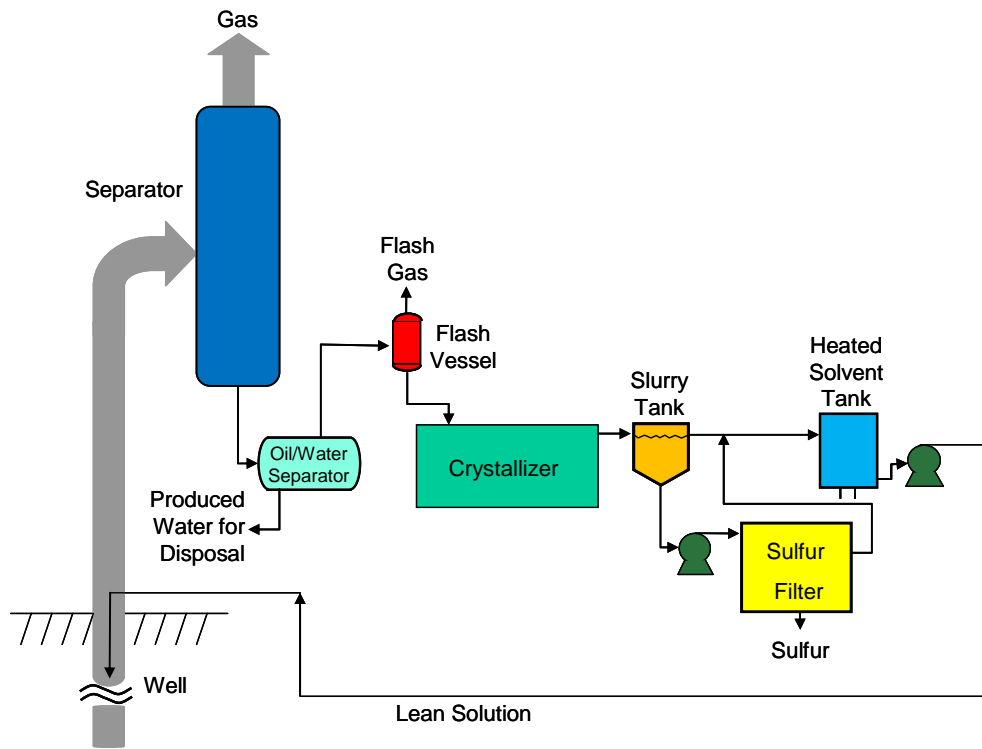 Gas
Separator
Flash
Gas
Flash
Vessel
Heated
Solvent
Tank
Slurry
Tank
Oil/Water
Separator
Crystallizer
Produced
Water for
Disposal
Sulfur
Filter
Sulfur
Well
Lean Solution